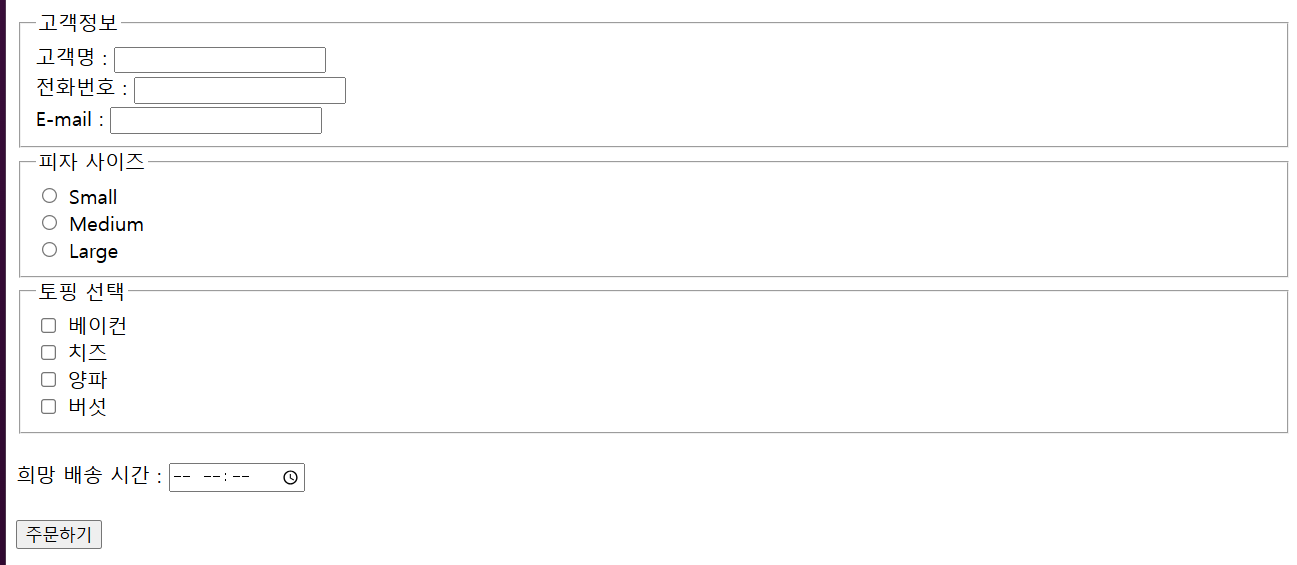 고객정보
고객명 :
전화번호 :
E-mail :
피자 사이즈
Small
Medium
Large
토핑 선택
베이컨
치즈
양파
버섯
희망 배송 시간 : -- --:--
주문하기